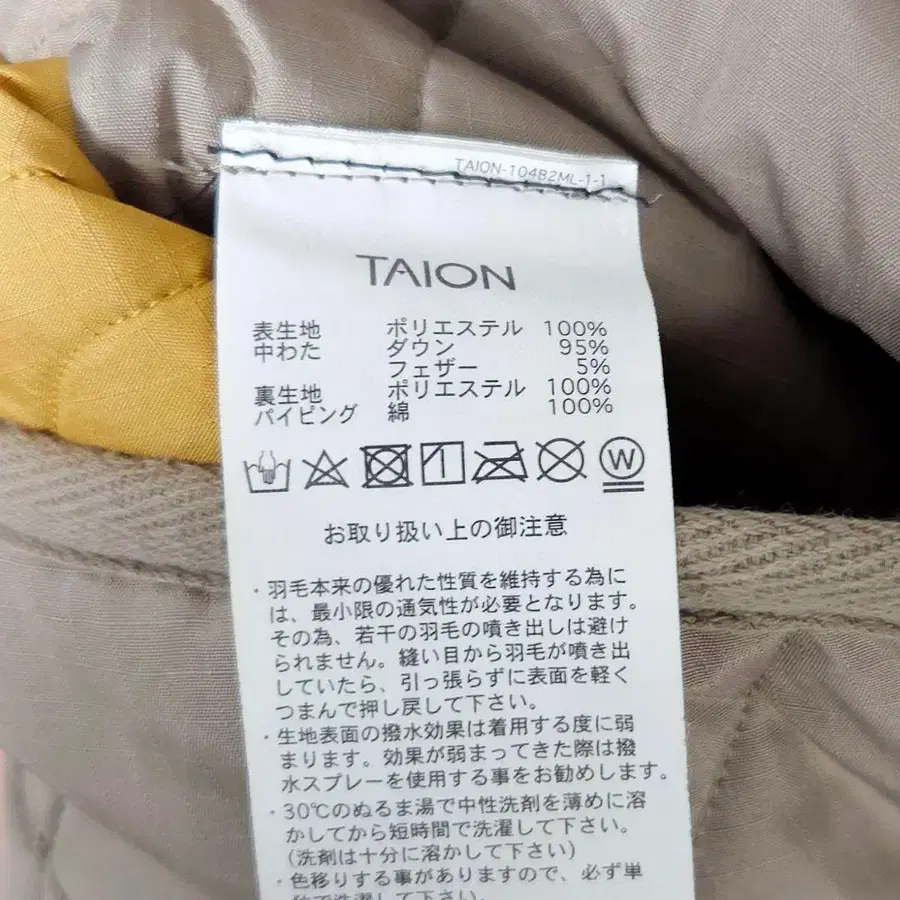 TAION-104B2ML-1-1
TAION
表生地 ポリエステル 100%
中わた ダウン 95%
フェザー 5%
裏生地 ポリエステル 100%
パイピング 綿 100%
W
お取り扱い上の御注意
・羽毛本来の優れた性質を維持する為に
は、最小限の通気性が必要となります。
その為、若干の羽毛の噴き出しは避け
られません。縫い目から羽毛が噴き出
していたら、引っ張らずに表面を軽く
つまんで押し戻して下さい。
・生地表面の撥水効果は着用する度に弱
まります。効果が弱まってきた際は撥
水スプレーを使用する事をお勧めします。
・30℃のぬるま湯で中性洗剤を薄めに溶
かしてから短時間で洗濯して下さい。
(洗剤は十分に溶かして下さい)
・色移りする事がありますので、必ず単